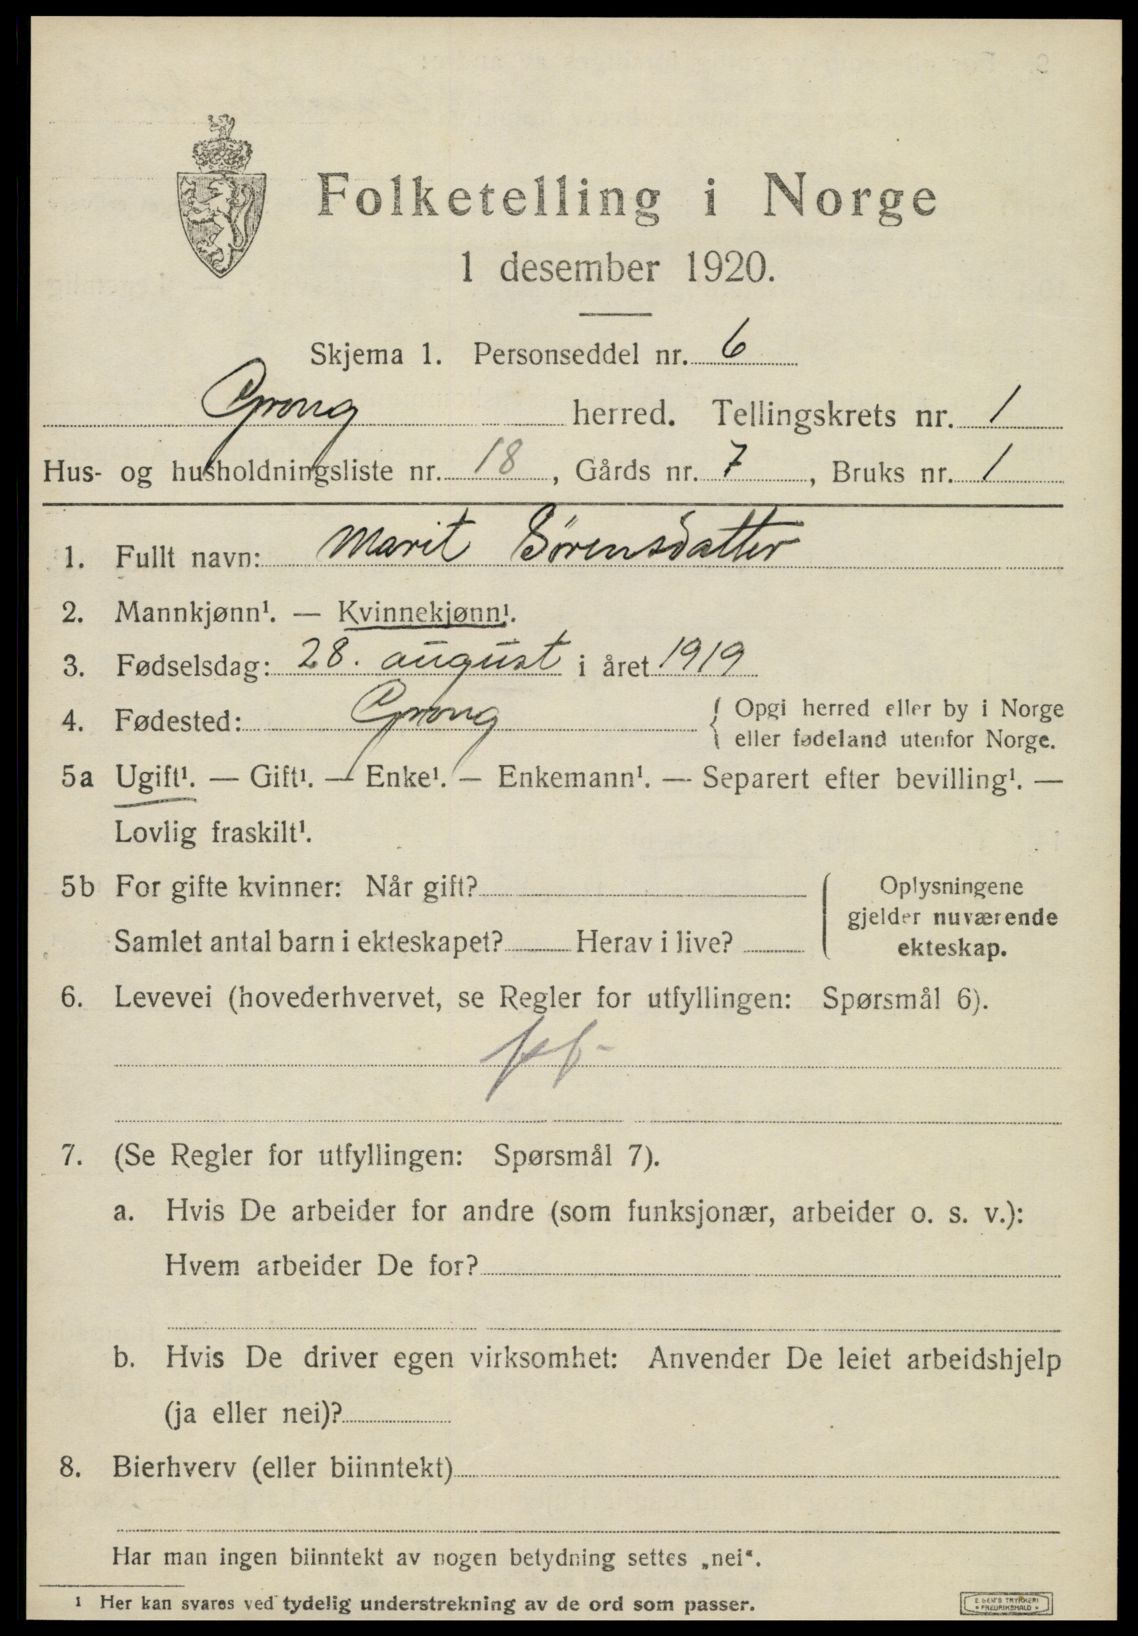 Folketelling i Norge
1 desember 1920.
Skjema 1. Personseddel nr. 6
Grong herred. Tellingskrets nr. 1
Hus- og husholdningsliste nr. 18, Gårds nr. 7, Bruks nr. 1
1. Fullt navn: Marit Sørensdatter
2. Mannkjønn¹. — Kvinnekjønn¹.
3. Fødselsdag: 28. august i året 1919
4. Fødested: Grong { Opgi herred eller by i Norge
eller fødeland utenfor Norge.
5a Ugift¹. — Gift¹. — Enke¹. — Enkemann¹. — Separert efter bevilling¹. —
Lovlig fraskilt¹.
5b For gifte kvinner: Når gift?
Samlet antal barn i ekteskapet? Herav i live?
{ Oplysningene
gjelder nuværende
ekteskap.
6. Levevei (hovederhvervet, se Regler for utfyllingen: Spørsmål 6).
7. (Se Regler for utfyllingen: Spørsmål 7).
a. Hvis De arbeider for andre (som funksjonær, arbeider o. s. v.):
Hvem arbeider De for?
b. Hvis De driver egen virksomhet: Anvender De leiet arbeidshjelp
(ja eller nei)?
8. Bierhverv (eller biinntekt)
Har man ingen biinntekt av nogen betydning settes „nei“.
1 Her kan svares ved tydelig understrekning av de ord som passer.
FREDRIKSHALD